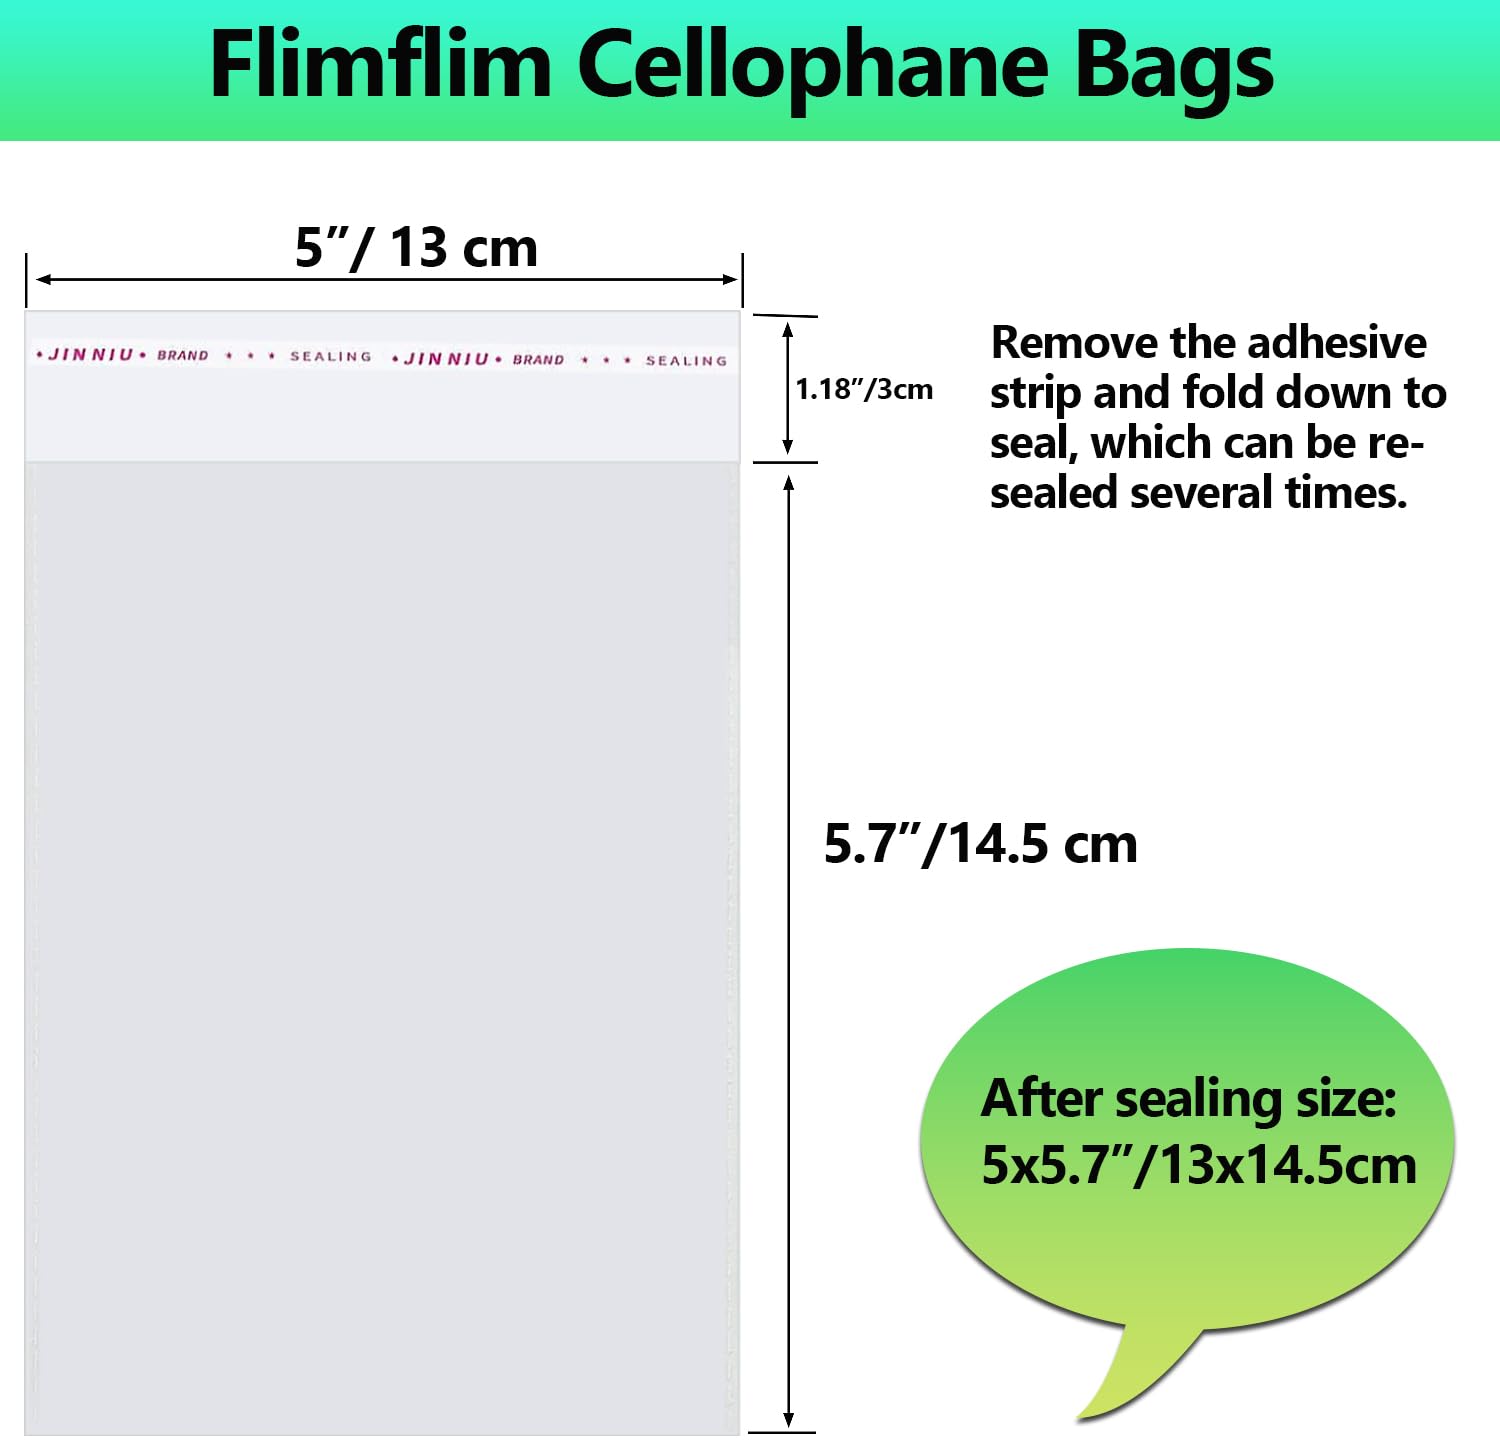 Flimflim Cellophane Bags
5″/ 13 cm
•JINNIU• BRAND ★ ★ ★ SEALING •JINNIU• BRAND ★ ★ ★ SEALING
1.18″/3cm
Remove the adhesive
strip and fold down to
seal, which can be re-
sealed several times.
5.7″/14.5 cm
After sealing size:
5x5.7″/13x14.5cm